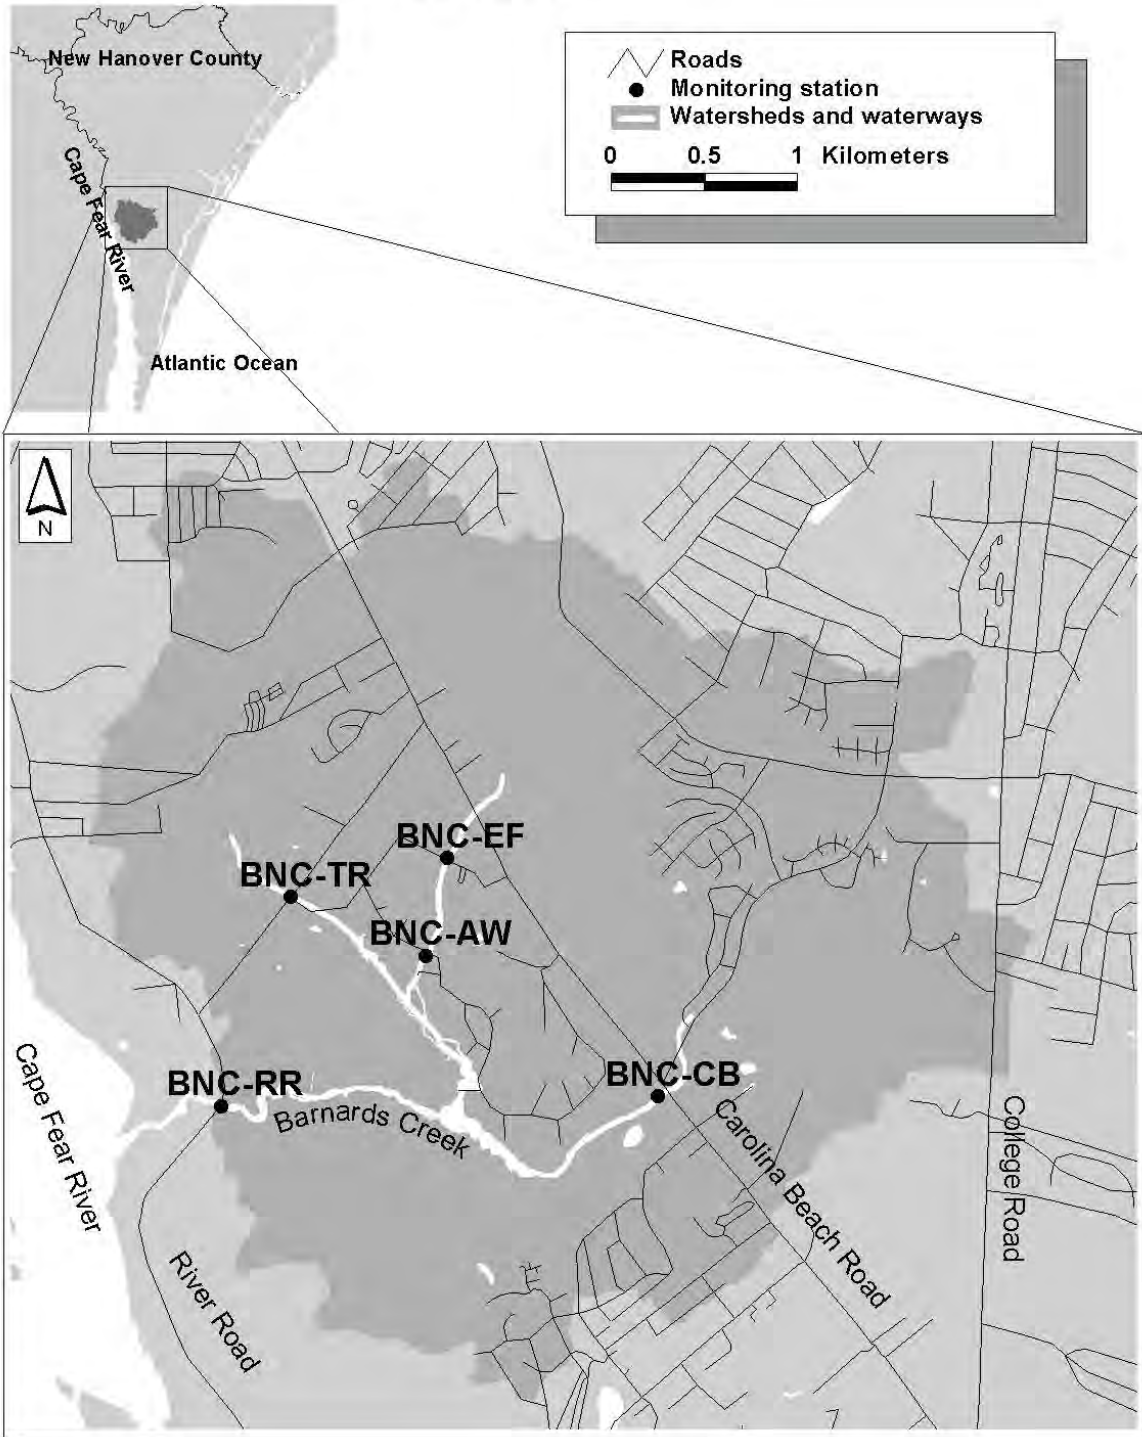 New Hanover County
Cape Fear River
Atlantic Ocean
Roads
Monitoring station
Watersheds and waterways
0 0.5 1 Kilometers
N
BNC-EF
BNC-TR
BNC-AW
BNC-RR
BNC-CB
Barnards Creek
Cape Fear River
River Road
Carolina Beach Road
College Road